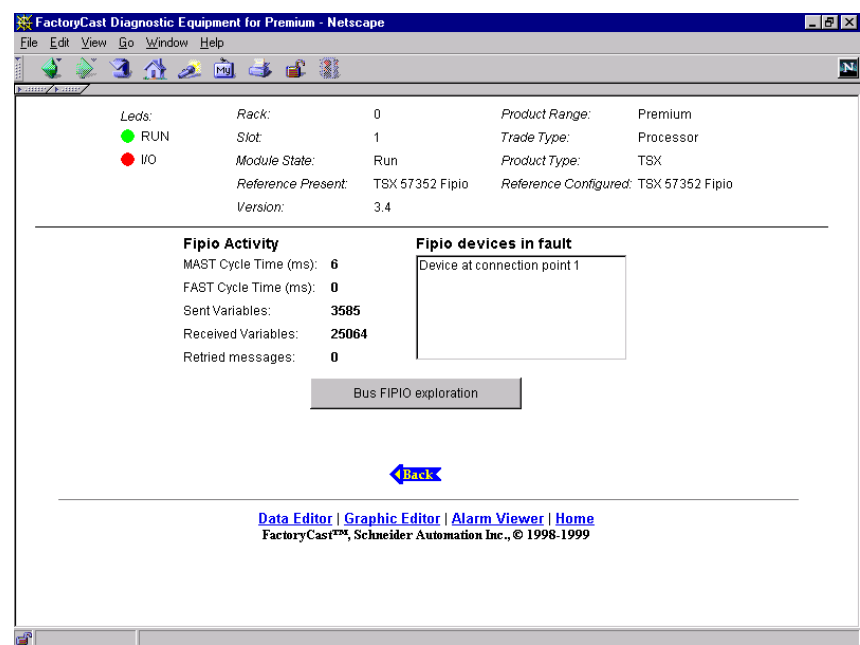 FactoryCast Diagnostic Equipment for Premium - Netscape
File Edit View Go Window Help
My
N
Leds: Rack: 0 Product Range: Premium
RUN Slot: 1 Trade Type: Processor
I/O Module State: Run Product Type: TSX
Reference Present: TSX 57352 Fipio Reference Configured: TSX 57352 Fipio
Version: 3.4
Fipio Activity Fipio devices in fault
MAST Cycle Time (ms): 6 Device at connection point 1
FAST Cycle Time (ms): 0
Sent Variables: 3585
Received Variables: 25064
Retried messages: 0
Bus FIPIO exploration
Back
Data Editor | Graphic Editor | Alarm Viewer | Home
FactoryCast™, Schneider Automation Inc., © 1998-1999